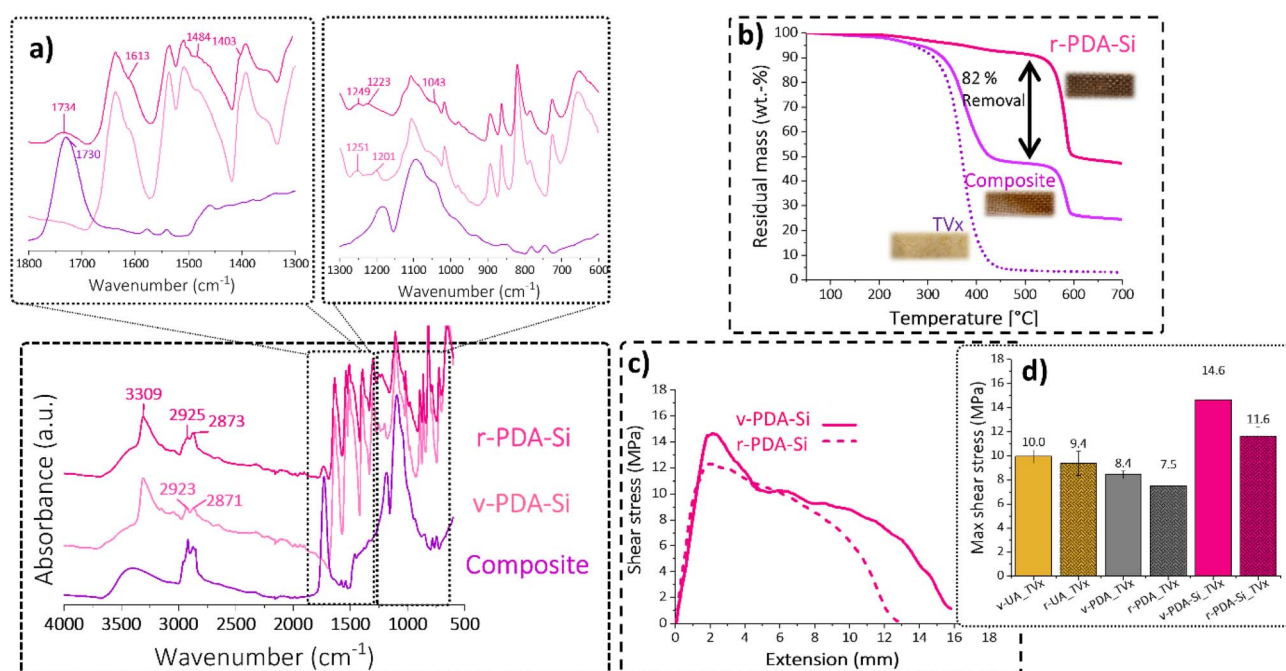 a)
1734
1613
1484
1403
1730
1800 1700 1600 1500 1400 1300
Wavenumber (cm-1)
1249
1223
1043
1251
1201
1300 1200 1100 1000 900 800 700 600
Wavenumber (cm-1)
3309
2925
2873
r-PDA-Si
2923
2871
v-PDA-Si
Composite
Absorbance (a.u.)
4000 3500 3000 2500 2000 1500 1000 500
Wavenumber (cm-1)
b)
100
90
80
70
60
50
40
30
20
10
0
Residual mass (wt.-%)
r-PDA-Si
82 %
Removal
Composite
TVx
100 200 300 400 500 600 700
Temperature [°C]
c)
18
16
14
12
10
8
6
4
2
0
Shear stress (MPa)
v-PDA-Si
r-PDA-Si
0 2 4 6 8 10 12 14 16 18
Extension (mm)
d)
18
16
14
12
10
8
6
4
2
0
Max shear stress (MPa)
10.0
9.4
8.4
7.5
14.6
11.6
v-UA_TVx
r-UA_TVx
v-PDA_TVx
r-PDA_TVx
v-PDA-Si_TVx
r-PDA-Si_TVx